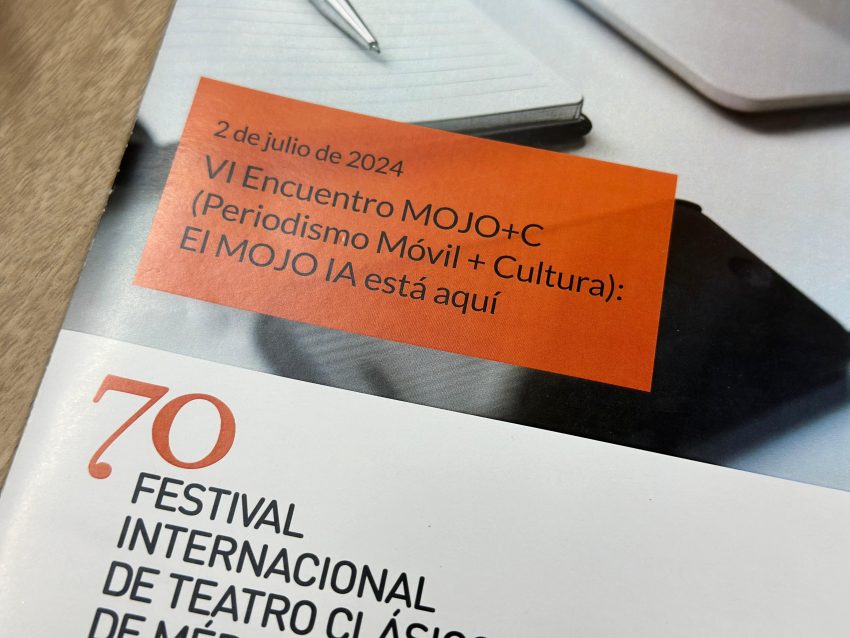 2 de julio de 2024
VI Encuentro MOJO+C
(Periodismo Móvil + Cultura):
El MOJO IA está aquí
70
FESTIVAL
INTERNACIONAL
DE TEATRO
DE